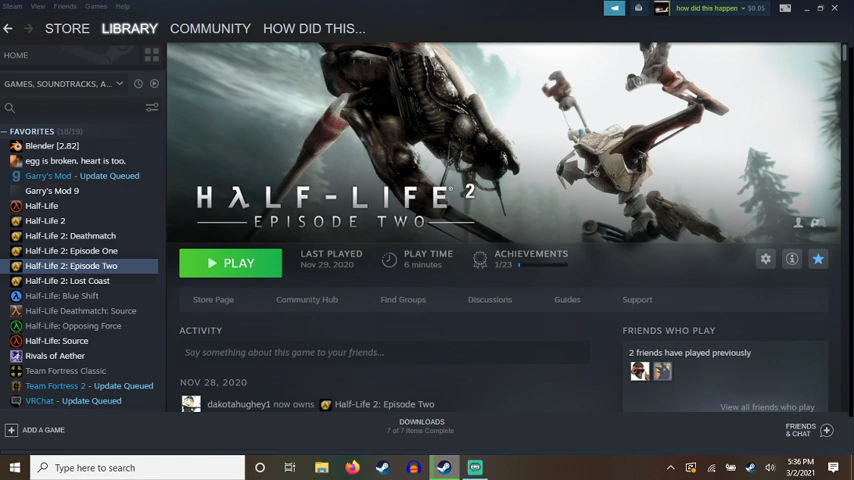 Steam View Friends Games Help
how did this happen $0.05
STORE LIBRARY COMMUNITY HOW DID THIS...
HOME
GAMES, SOUNDTRACKS, A...
FAVORITES (18/19)
Blender [2.82]
egg is broken. heart is too.
Garry's Mod - Update Queued
Garry's Mod 9
Half-Life
Half-Life 2
Half-Life 2: Deathmatch
Half-Life 2: Episode One
Half-Life 2: Episode Two
Half-Life 2: Lost Coast
Half-Life: Blue Shift
Half-Life Deathmatch: Source
Half-Life: Opposing Force
Half-Life: Source
Rivals of Aether
Team Fortress Classic
Team Fortress 2 - Update Queued
VRChat - Update Queued
HλLF-LIFE 2
EPISODE TWO
PLAY
LAST PLAYED
Nov 29, 2020
PLAY TIME
6 minutes
ACHIEVEMENTS
1/23
Store Page Community Hub Find Groups Discussions Guides Support
ACTIVITY
Say something about this game to your friends...
NOV 28, 2020
dakotahughey1 now owns Half-Life 2: Episode Two
FRIENDS WHO PLAY
2 friends have played previously
View all friends who play
ADD A GAME
DOWNLOADS
7 of 7 Items Complete
FRIENDS
& CHAT
Type here to search
5:36 PM
3/2/2021